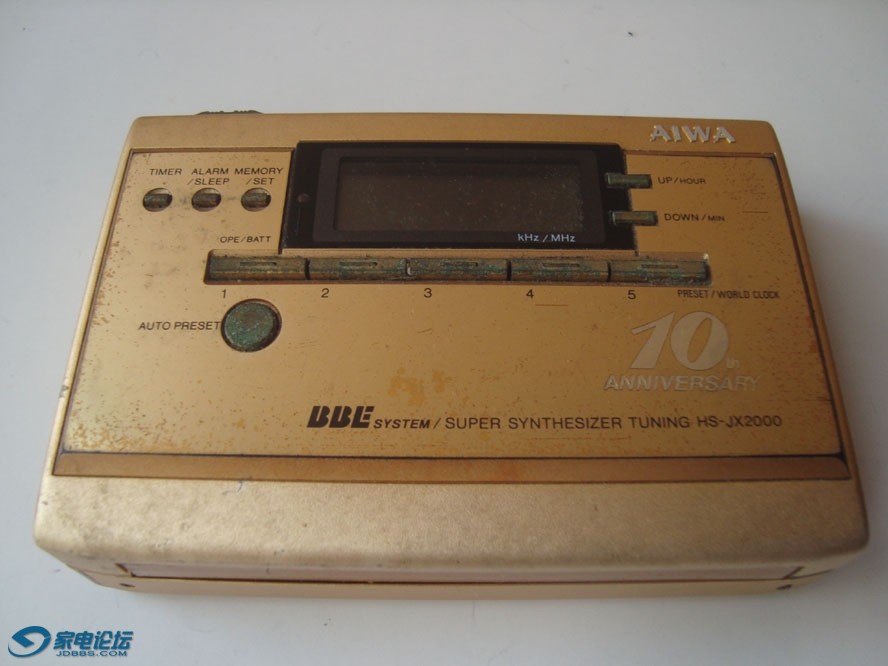 AIWA
TIMER
ALARM
/SLEEP
MEMORY
/SET
UP/HOUR
DOWN/MIN
kHz/MHz
OPE/BATT
1 2 3 4 5
PRESET/WORLD CLOCK
AUTO PRESET
10th
ANNIVERSARY
BBE SYSTEM/SUPER SYNTHESIZER TUNING HS-JX2000
家电论坛
JDBBS.COM